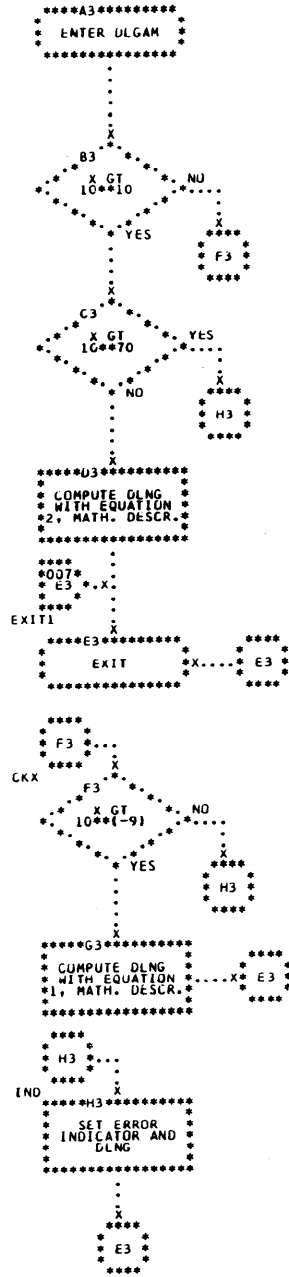 A3
ENTER DLGAM
B3
X GT
10**10
NO
F3
YES
C3
X GT
10**70
YES
H3
NO
D3
COMPUTE DLNG
WITH EQUATION
2, MATH. DESCR.
007
E3
EXIT1
E3
EXIT
E3
F3
CKX
F3
X GT
10**(-9)
NO
H3
YES
G3
COMPUTE DLNG
WITH EQUATION
1, MATH. DESCR.
E3
H3
IND
H3
SET ERROR
INDICATOR AND
DLNG
E3